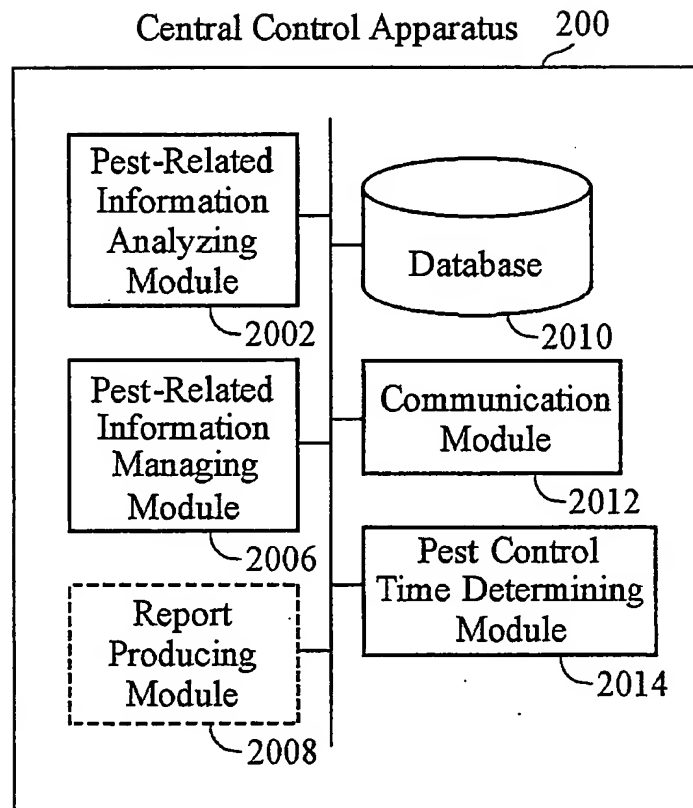 Central Control Apparatus 200
Pest-Related
Information
Analyzing
Module
2002
Database
2010
Pest-Related
Information
Managing
Module
2006
Communication
Module
2012
Report
Producing
Module
2008
Pest Control
Time Determining
Module
2014